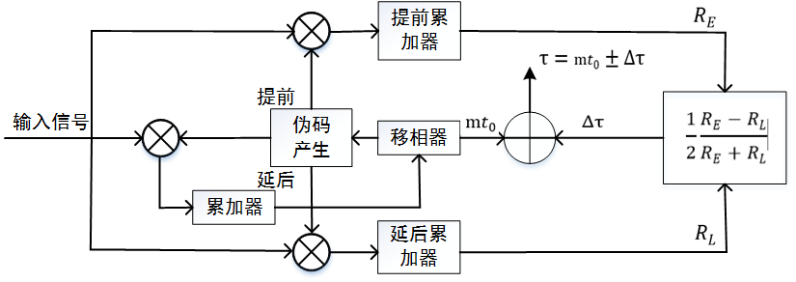 提前累
加器
R_E
τ = mt₀ ± Δτ
提前
输入信号
伪码
产生
移相器
mt₀
Δτ
1/2 (R_E − R_L)/(R_E + R_L)
延后
累加器
延后累
加器
R_L